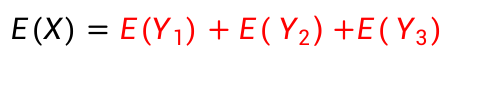 E(X) = E(Y₁) + E( Y₂) +E( Y₃)